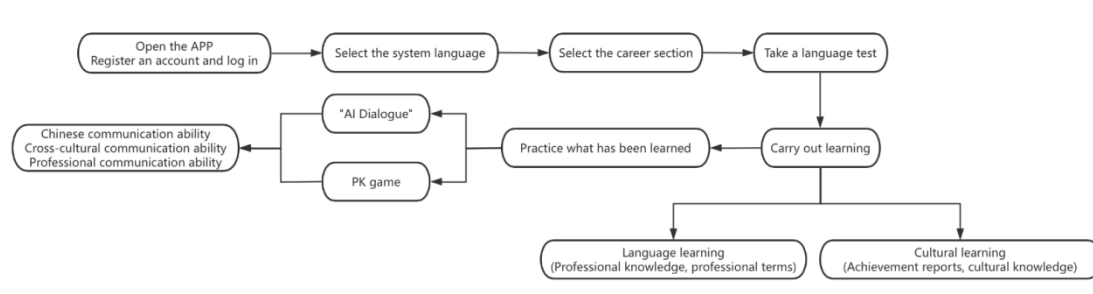 Open the APP
Register an account and log in
Select the system language
Select the career section
Take a language test
"AI Dialogue"
Chinese communication ability
Cross-cultural communication ability
Professional communication ability
Practice what has been learned
Carry out learning
PK game
Language learning
(Professional knowledge, professional terms)
Cultural learning
(Achievement reports, cultural knowledge)